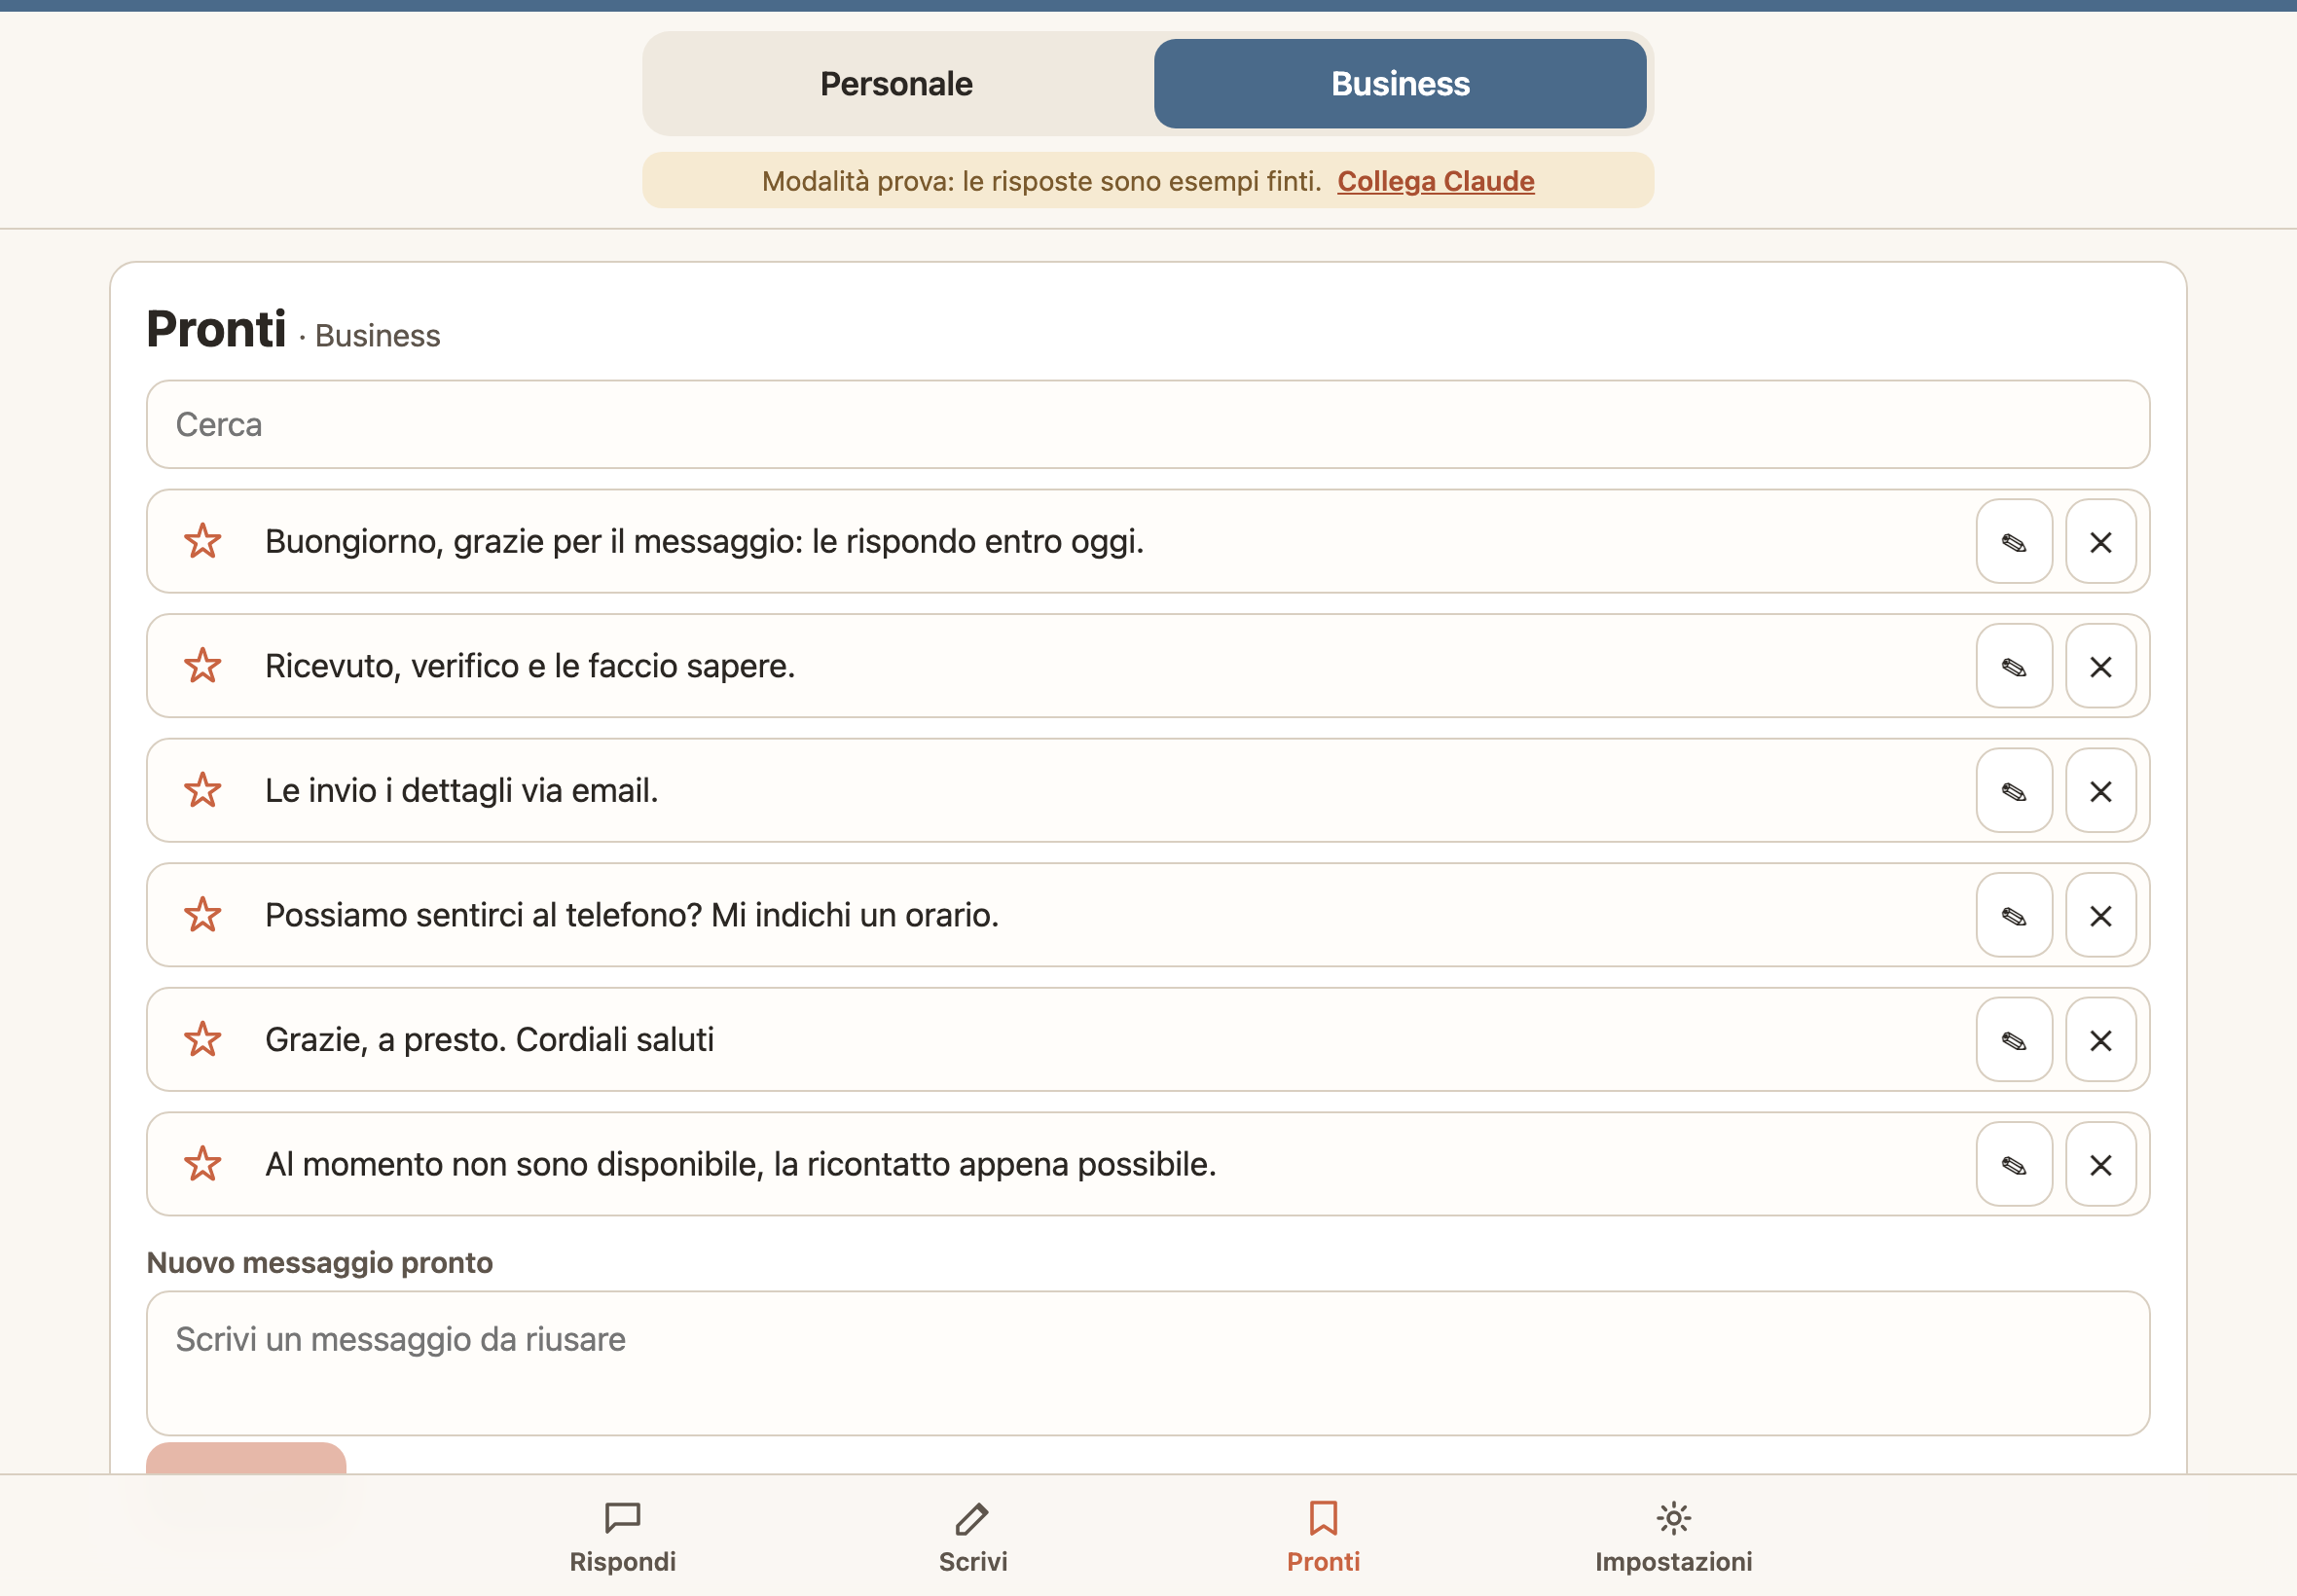 Personale
Business
Modalità prova: le risposte sono esempi finti. Collega Claude
Pronti · Business
Cerca
Buongiorno, grazie per il messaggio: le rispondo entro oggi.
Ricevuto, verifico e le faccio sapere.
Le invio i dettagli via email.
Possiamo sentirci al telefono? Mi indichi un orario.
Grazie, a presto. Cordiali saluti
Al momento non sono disponibile, la ricontatto appena possibile.
Nuovo messaggio pronto
Scrivi un messaggio da riusare
Rispondi
Scrivi
Pronti
Impostazioni